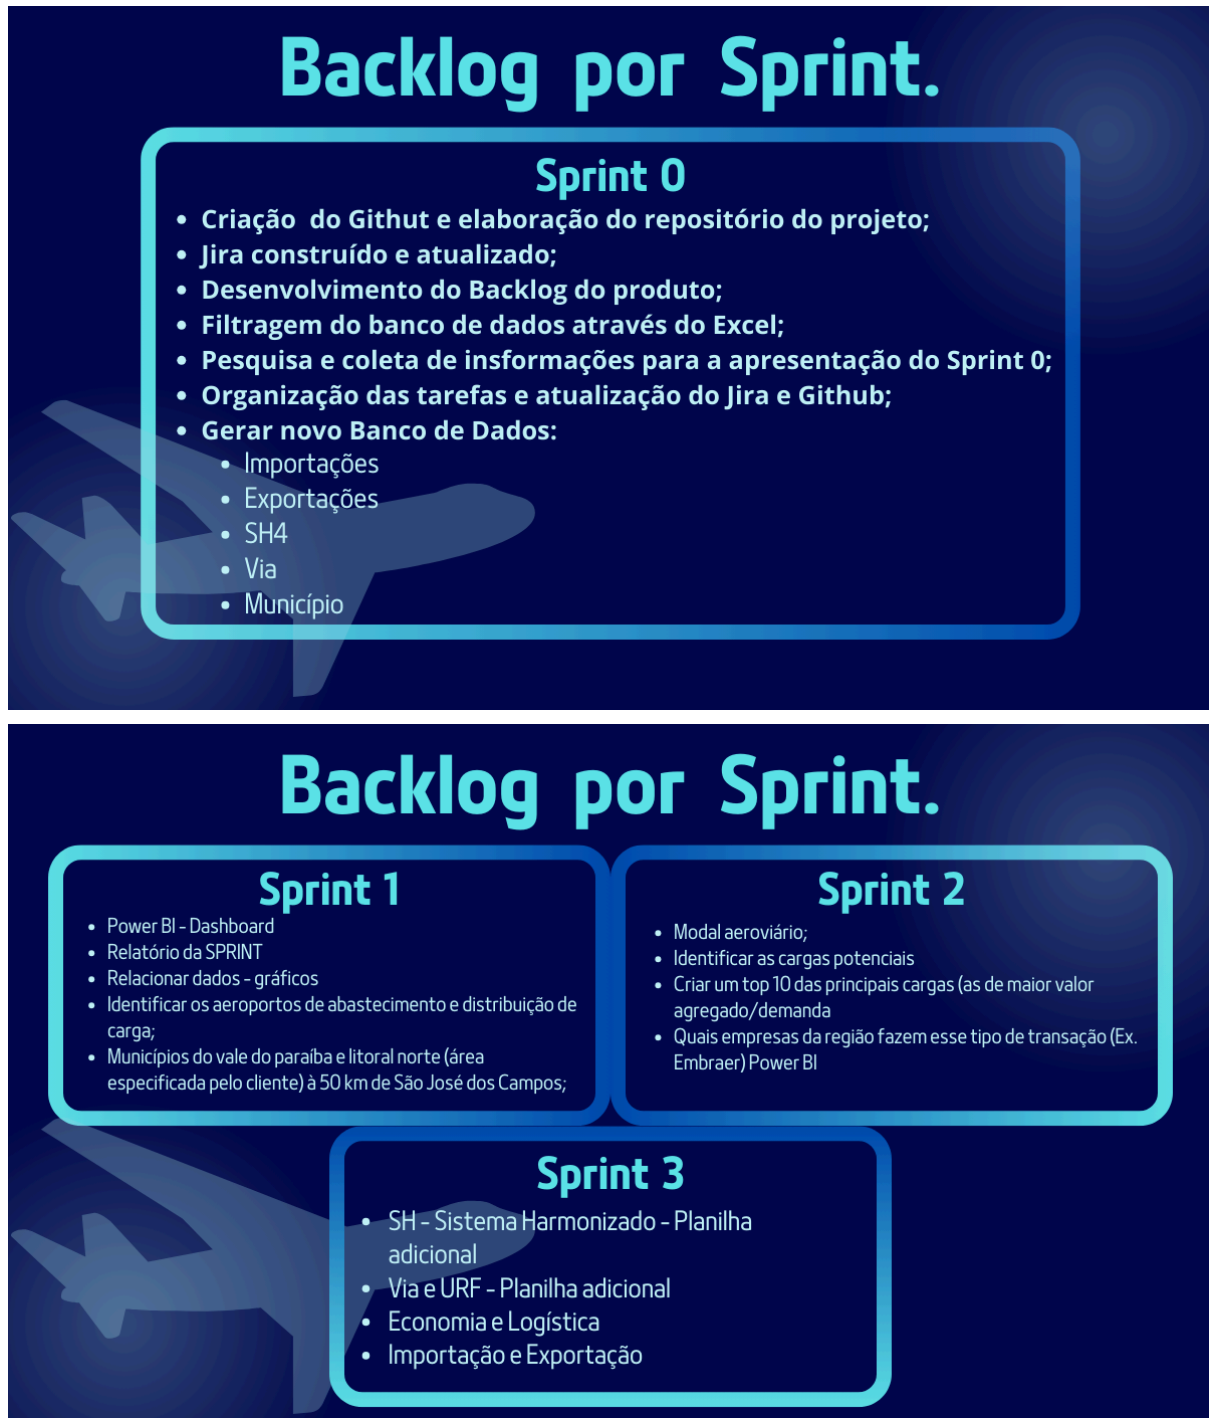 Backlog por Sprint.
Sprint 0
• Criação do Githut e elaboração do repositório do projeto;
• Jira construído e atualizado;
• Desenvolvimento do Backlog do produto;
• Filtragem do banco de dados através do Excel;
• Pesquisa e coleta de insformações para a apresentação do Sprint 0;
• Organização das tarefas e atualização do Jira e Github;
• Gerar novo Banco de Dados:
• Importações
• Exportações
• SH4
• Via
• Município
Backlog por Sprint.
Sprint 1
• Power BI - Dashboard
• Relatório da SPRINT
• Relacionar dados - gráficos
• Identificar os aeroportos de abastecimento e distribuição de
carga;
• Municípios do vale do paraíba e litoral norte (área
especificada pelo cliente) à 50 km de São José dos Campos;
Sprint 2
• Modal aeroviário;
• Identificar as cargas potenciais
• Criar um top 10 das principais cargas (as de maior valor
agregado/demanda
• Quais empresas da região fazem esse tipo de transação (Ex.
Embraer) Power BI
Sprint 3
• SH - Sistema Harmonizado - Planilha
adicional
• Via e URF - Planilha adicional
• Economia e Logística
• Importação e Exportação